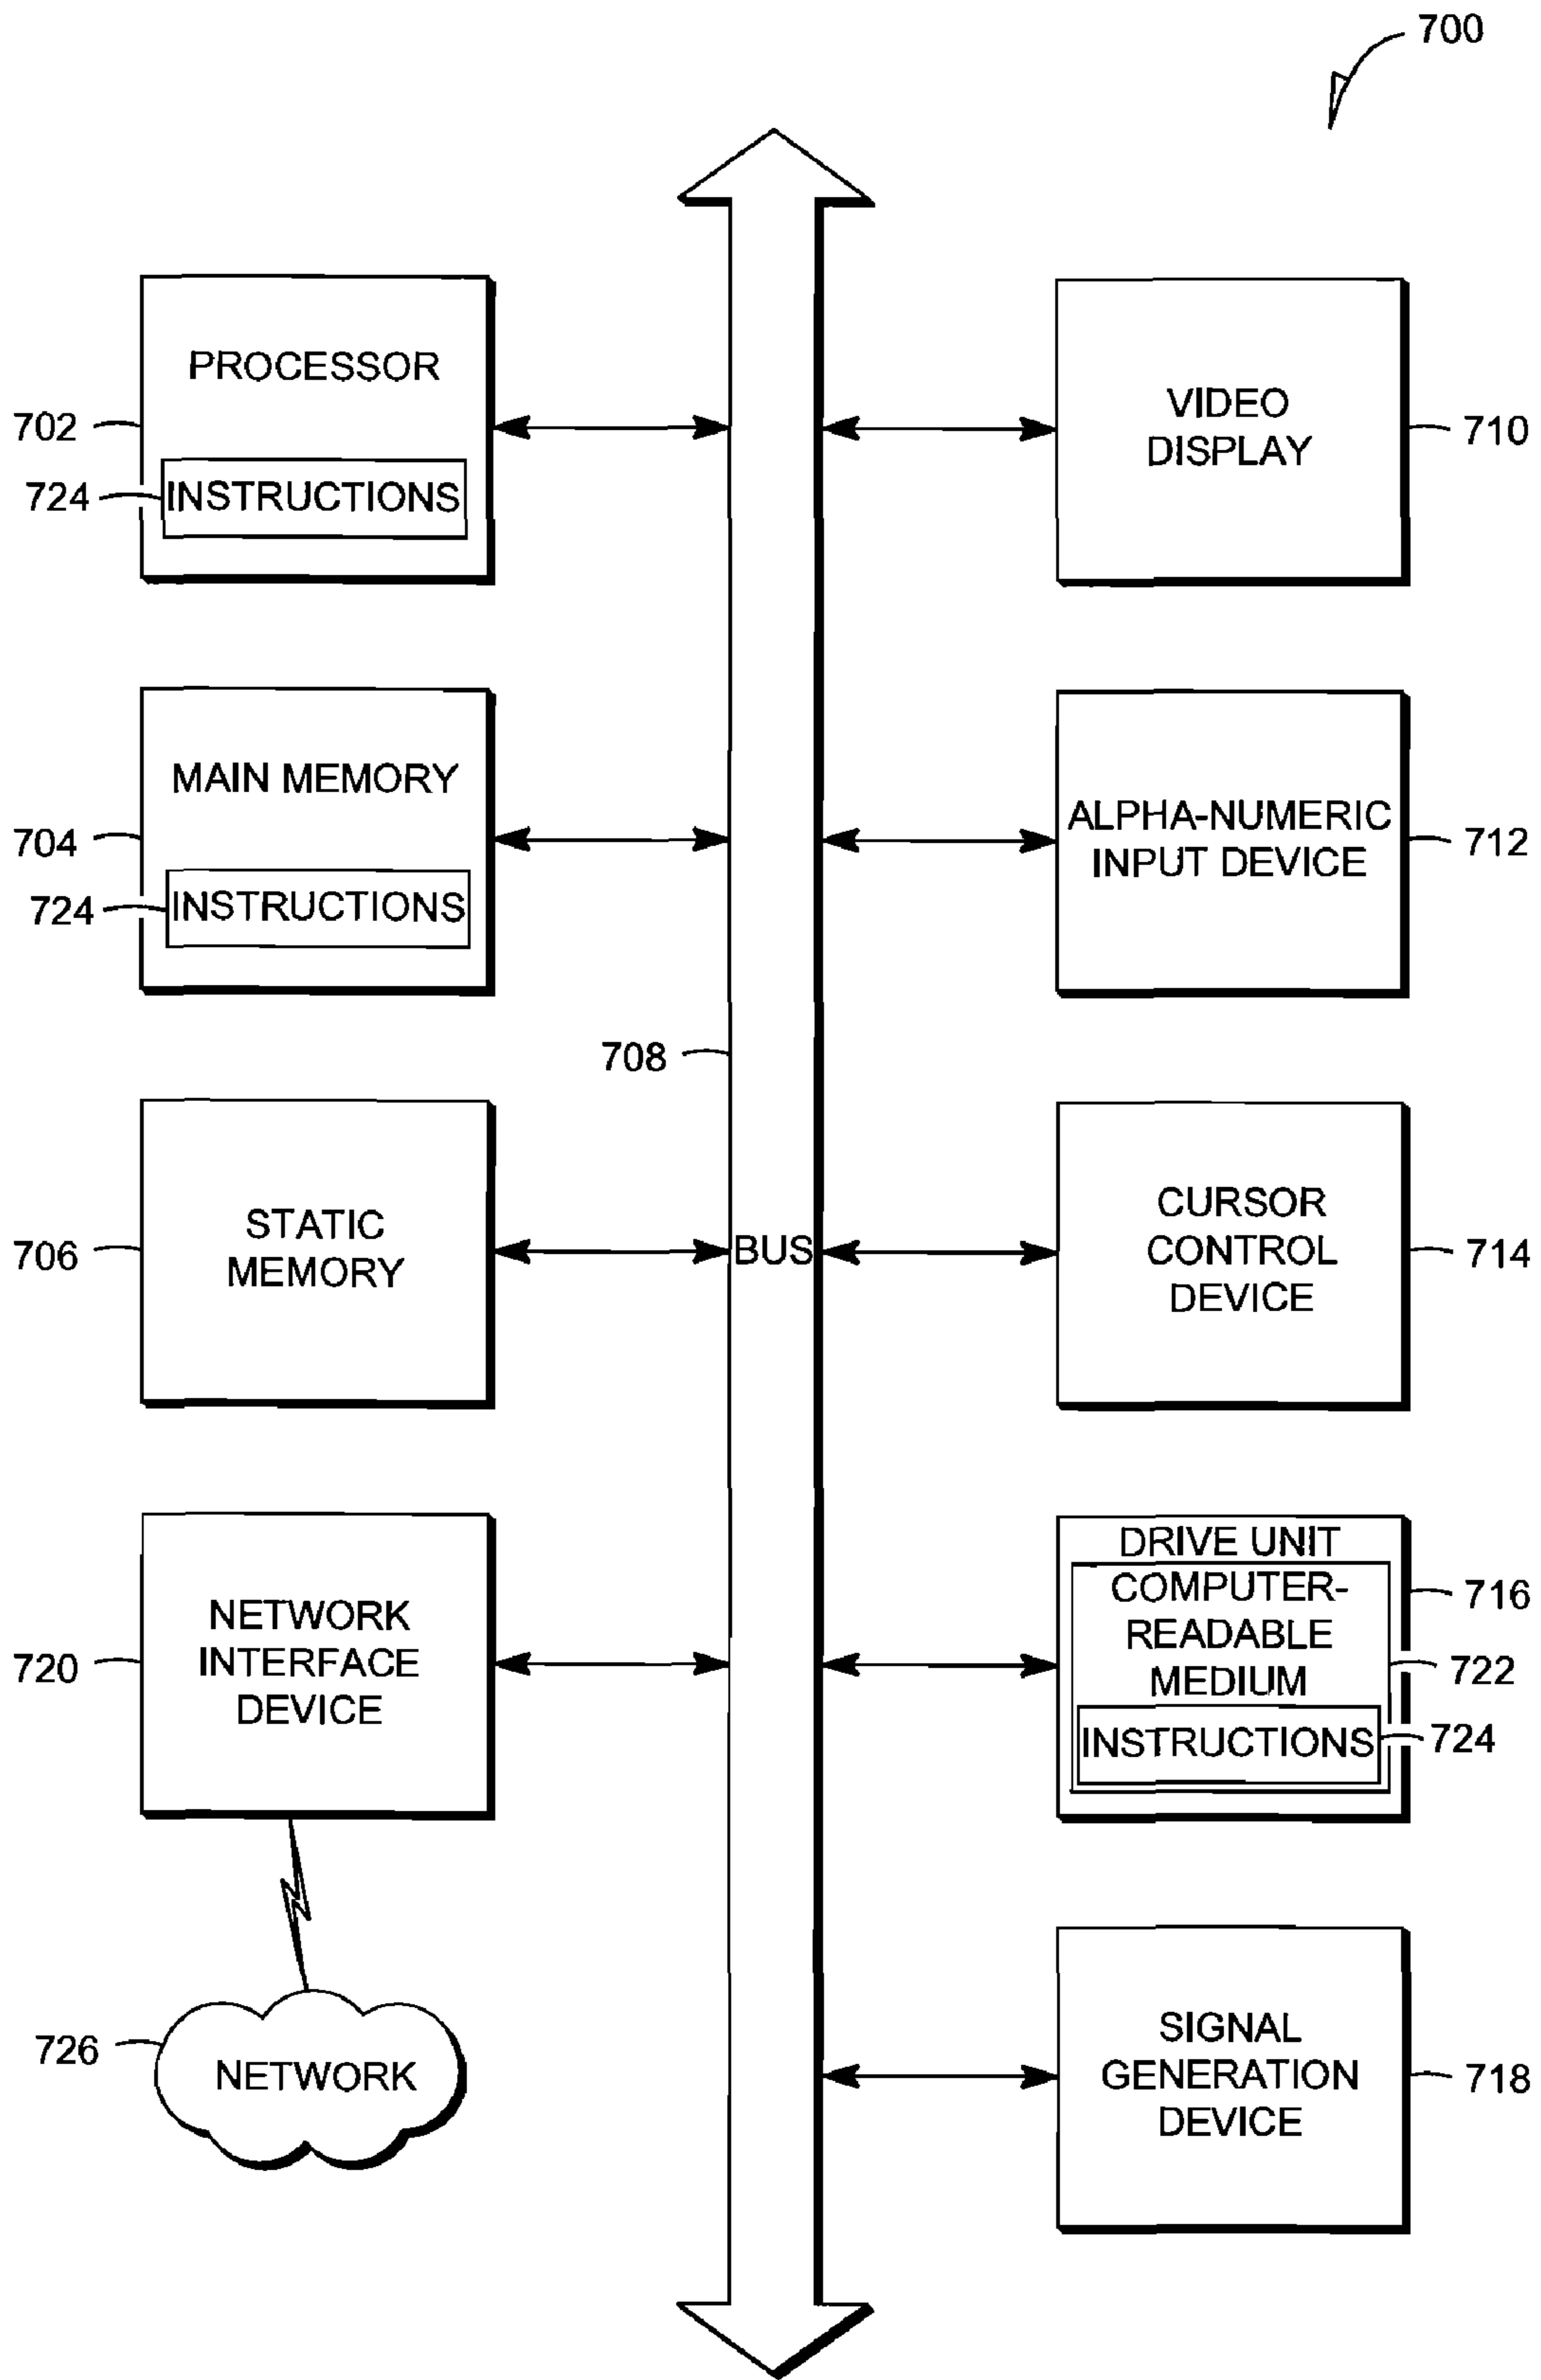 700
PROCESSOR
702
724
INSTRUCTIONS
VIDEO
DISPLAY
710
MAIN MEMORY
704
724
INSTRUCTIONS
ALPHA-NUMERIC
INPUT DEVICE
712
708
STATIC
MEMORY
706
BUS
CURSOR
CONTROL
DEVICE
714
NETWORK
INTERFACE
DEVICE
720
DRIVE UNIT
COMPUTER-
READABLE
MEDIUM
INSTRUCTIONS
716
722
724
726
NETWORK
SIGNAL
GENERATION
DEVICE
718